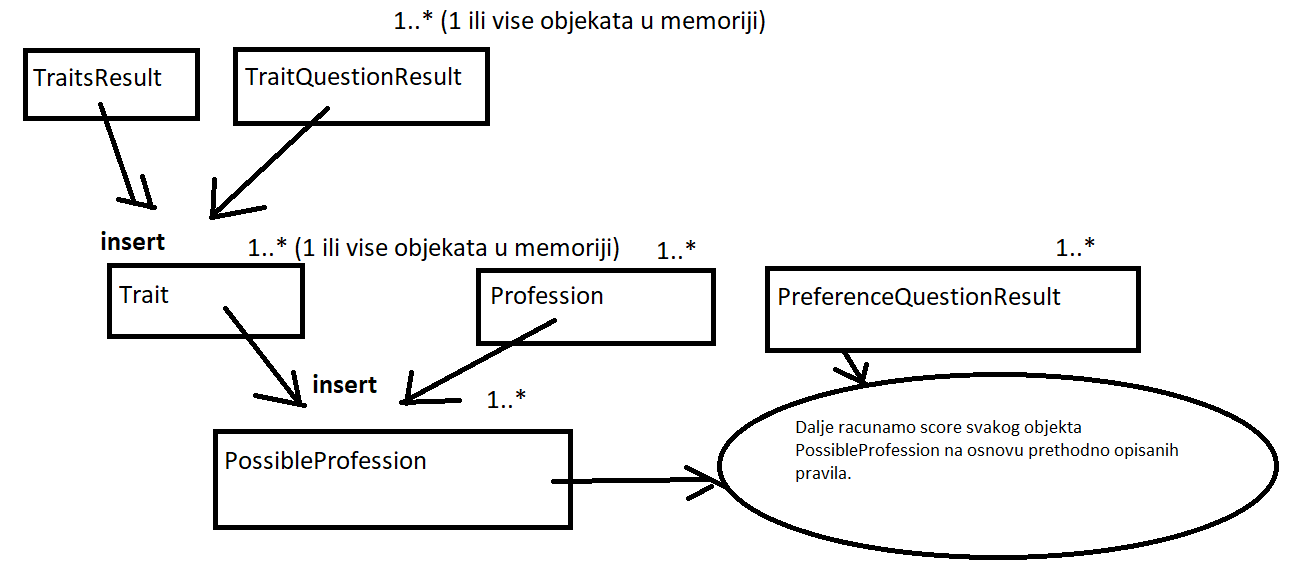 1..* (1 ili vise objekata u memoriji)
TraitsResult
TraitQuestionResult
insert
1..* (1 ili vise objekata u memoriji)
1..*
1..*
Trait
Profession
PreferenceQuestionResult
insert
1..*
PossibleProfession
Dalje racunamo score svakog objekta
PossibleProfession na osnovu prethodno opisanih
pravila.